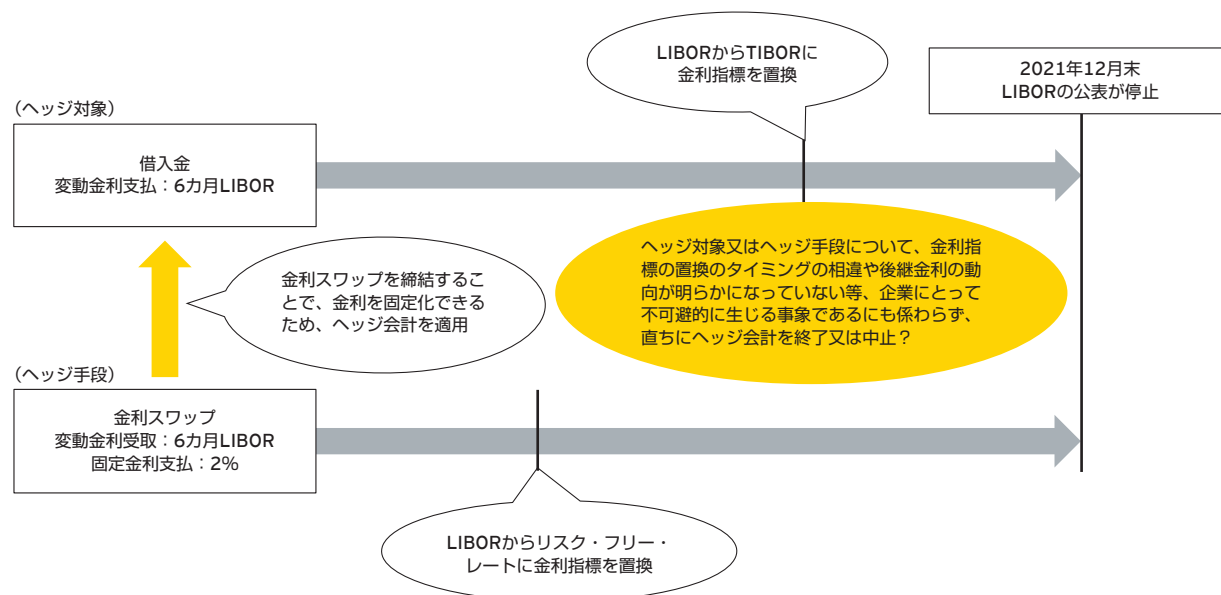 LIBORからTIBORに
金利指標を置換
2021年12月末
LIBORの公表が停止
(ヘッジ対象)
借入金
変動金利支払：6カ月LIBOR
金利スワップを締結するこ
とで、金利を固定化できる
ため、ヘッジ会計を適用
ヘッジ対象又はヘッジ手段について、金利指
標の置換のタイミングの相違や後継金利の動
向が明らかになっていない等、企業にとって
不可避的に生じる事象であるにも係わらず、
直ちにヘッジ会計を終了又は中止？
(ヘッジ手段)
金利スワップ
変動金利受取：6カ月LIBOR
固定金利支払：2%
LIBORからリスク・フリー・
レートに金利指標を置換